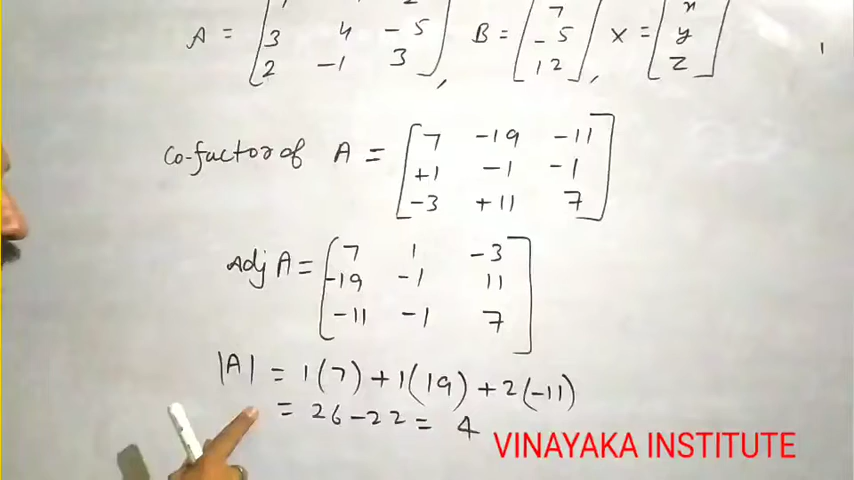 A = [3 4 -5 2 -1 3], B = [7 -5 12], X = [x y z]
Co-factor of A = [7 -19 -11
+1 -1 -1
-3 +11 7]
Adj A = [7 1 -3
-19 -1 11
-11 -1 7]
|A| = 1(7) + 1(19) + 2(-11)
= 26 - 22 = 4
VINAYAKA INSTITUTE